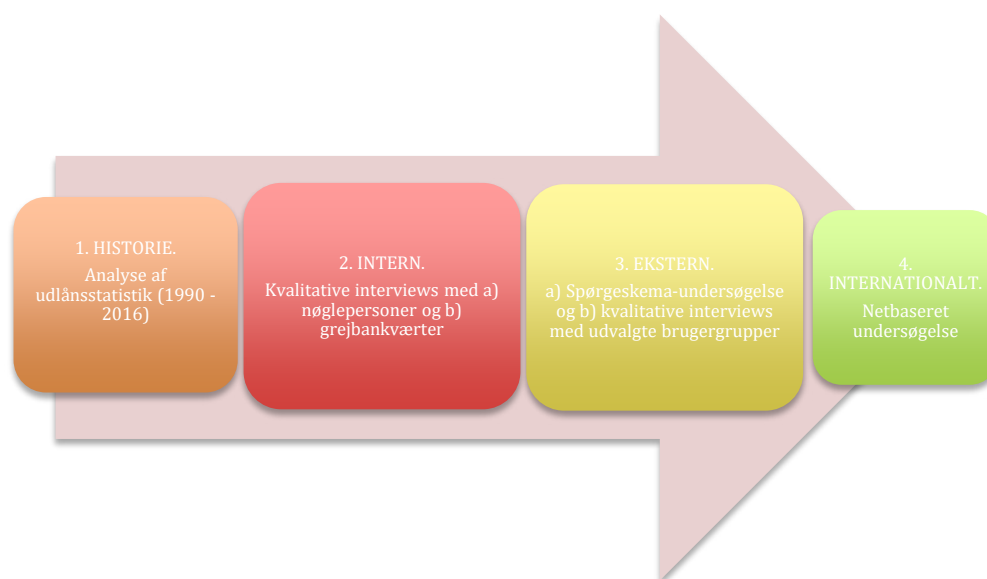 1. HISTORIE.
Analyse af
udlånsstatistik (1990 -
2016)
2. INTERN.
Kvalitative interviews med a)
nøglepersoner og b)
grejbankværter
3. EKSTERN.
a) Spørgeskema-undersøgelse
og b) kvalitative interviews
med udvalgte brugergrupper
4.
INTERNATIONALT.
Netbaseret
undersøgelse